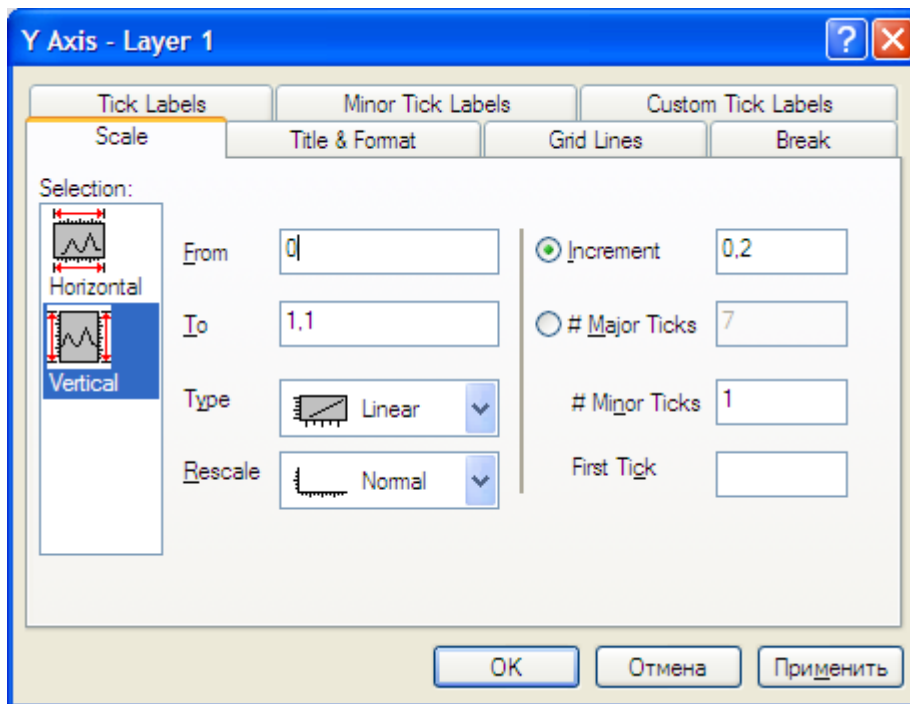 Y Axis - Layer 1
Tick Labels
Minor Tick Labels
Custom Tick Labels
Scale
Title & Format
Grid Lines
Break
Selection:
Horizontal
Vertical
From
0
To
1,1
Type
Linear
Rescale
Normal
Increment
0,2
# Major Ticks
7
# Minor Ticks
1
First Tick
OK
Отмена
Применить